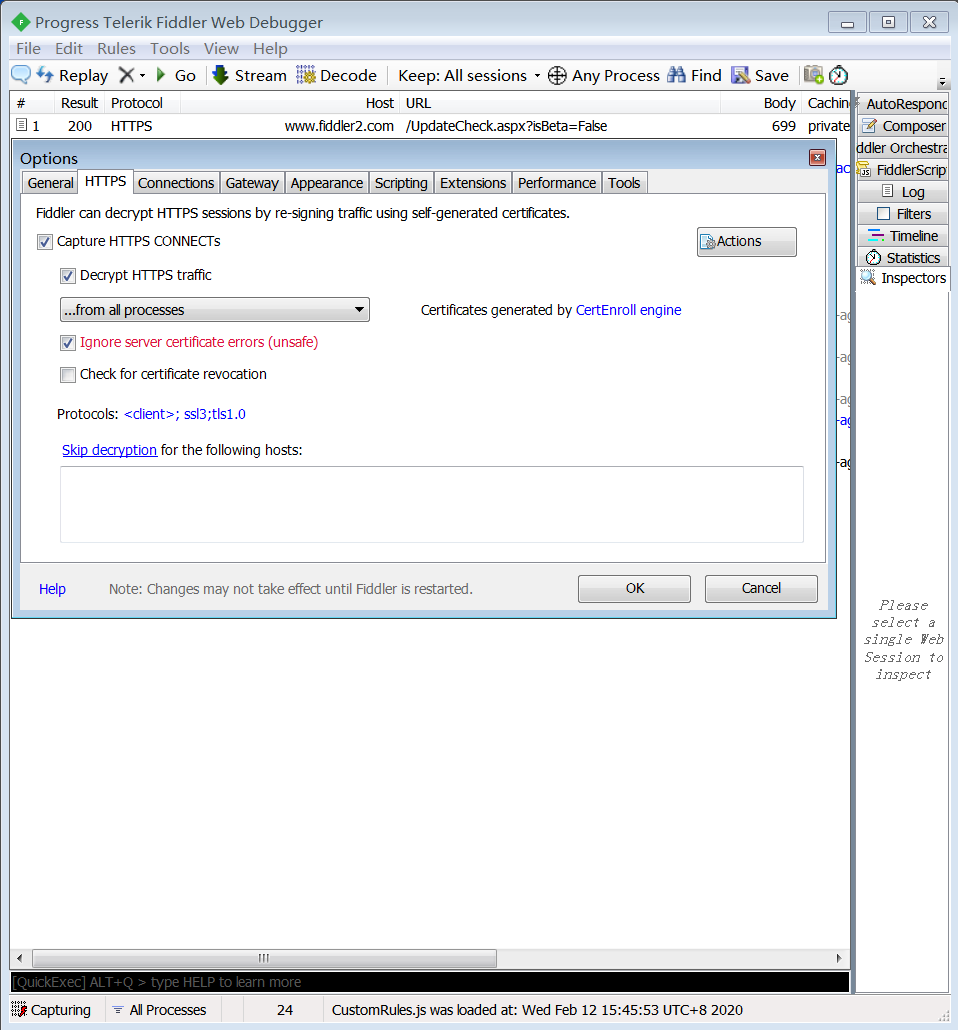 Progress Telerik Fiddler Web Debugger
File Edit Rules Tools View Help
Replay Go Stream Decode Keep: All sessions Any Process Find Save
# Result Protocol Host URL Body Cachin
1 200 HTTPS www.fiddler2.com /UpdateCheck.aspx?isBeta=False 699 private
Options
General HTTPS Connections Gateway Appearance Scripting Extensions Performance Tools
Fiddler can decrypt HTTPS sessions by re-signing traffic using self-generated certificates.
Capture HTTPS CONNECTs
Actions
Decrypt HTTPS traffic
...from all processes
Certificates generated by CertEnroll engine
Ignore server certificate errors (unsafe)
Check for certificate revocation
Protocols: <client>; ssl3;tls1.0
Skip decryption for the following hosts:
Help
Note: Changes may not take effect until Fiddler is restarted.
OK
Cancel
AutoRespond
Composer
ddler Orchestra
FiddlerScrip
Log
Filters
Timeline
Statistics
Inspectors
Please
select a
single Web
Session to
inspect
[QuickExec] ALT+Q > type HELP to learn more
Capturing All Processes 24 CustomRules.js was loaded at: Wed Feb 12 15:45:53 UTC+8 2020